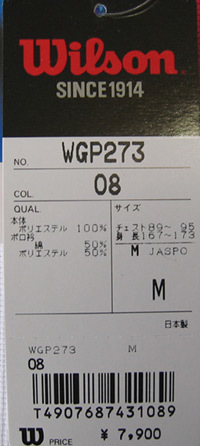 Wilson
SINCE 1914
NO. WGP273
COL. 08
QUAL
本体
ポリエステル 100%
ポロ衿
綿 50%
ポリエステル 50%
サイズ
チェスト89~ 95
身長167~173
M JASPO
M
日本製
WGP273 M
08
T4907687431089
W PRICE ¥ 7,900